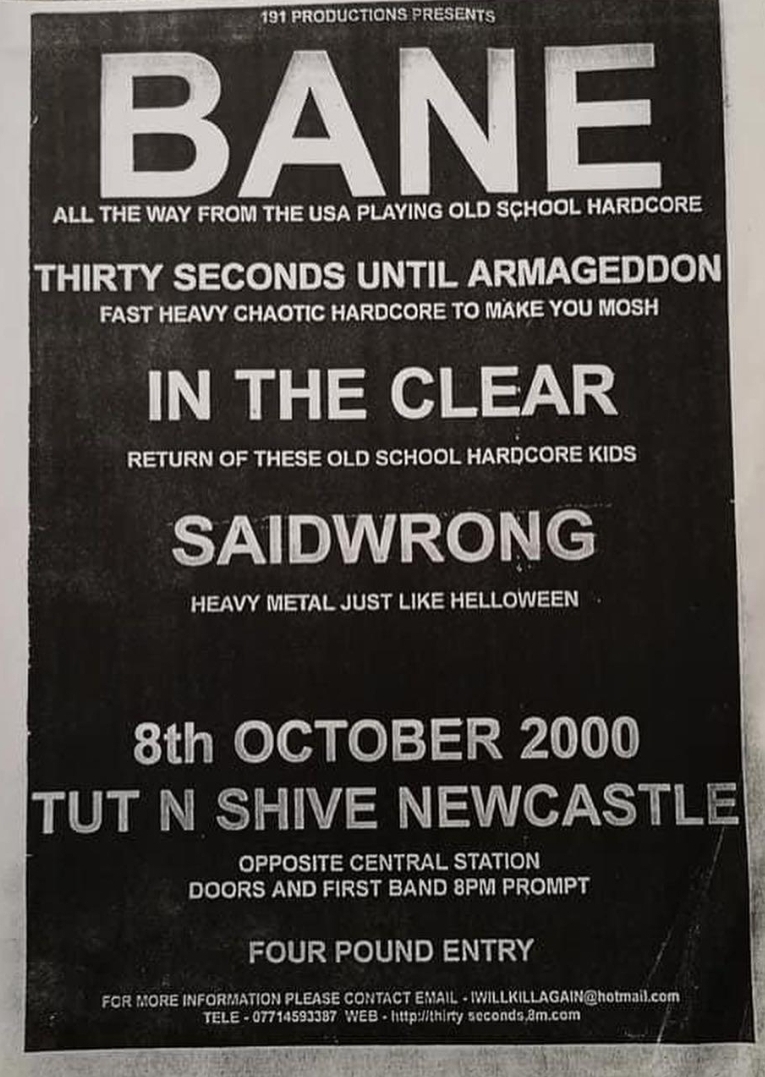 191 PRODUCTIONS PRESENTS
BANE
ALL THE WAY FROM THE USA PLAYING OLD SCHOOL HARDCORE
THIRTY SECONDS UNTIL ARMAGEDDON
FAST HEAVY CHAOTIC HARDCORE TO MAKE YOU MOSH
IN THE CLEAR
RETURN OF THESE OLD SCHOOL HARDCORE KIDS
SAIDWRONG
HEAVY METAL JUST LIKE HELLOWEEN
8th OCTOBER 2000
TUT N SHIVE NEWCASTLE
OPPOSITE CENTRAL STATION
DOORS AND FIRST BAND 8PM PROMPT
FOUR POUND ENTRY
FOR MORE INFORMATION PLEASE CONTACT EMAIL - IWILLKILLAGAIN@hotmail.com
TELE - 07714593387 WEB - http://thirty seconds.8m.com